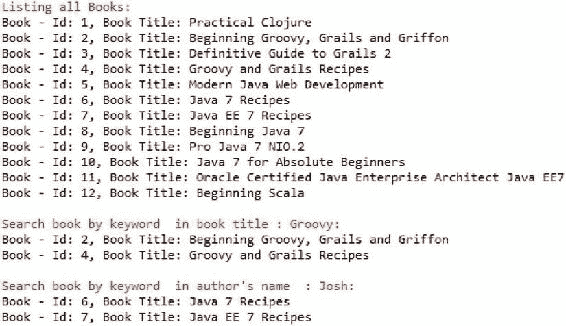 Listing all Books:
Book - Id: 1, Book Title: Practical Clojure
Book - Id: 2, Book Title: Beginning Groovy, Grails and Griffon
Book - Id: 3, Book Title: Definitive Guide to Grails 2
Book - Id: 4, Book Title: Groovy and Grails Recipes
Book - Id: 5, Book Title: Modern Java Web Development
Book - Id: 6, Book Title: Java 7 Recipes
Book - Id: 7, Book Title: Java EE 7 Recipes
Book - Id: 8, Book Title: Beginning Java 7
Book - Id: 9, Book Title: Pro Java 7 NIO.2
Book - Id: 10, Book Title: Java 7 for Absolute Beginners
Book - Id: 11, Book Title: Oracle Certified Java Enterprise Architect Java EE7
Book - Id: 12, Book Title: Beginning Scala
Search book by keyword  in book title : Groovy:
Book - Id: 2, Book Title: Beginning Groovy, Grails and Griffon
Book - Id: 4, Book Title: Groovy and Grails Recipes
Search book by keyword  in author's name  : Josh:
Book - Id: 6, Book Title: Java 7 Recipes
Book - Id: 7, Book Title: Java EE 7 Recipes